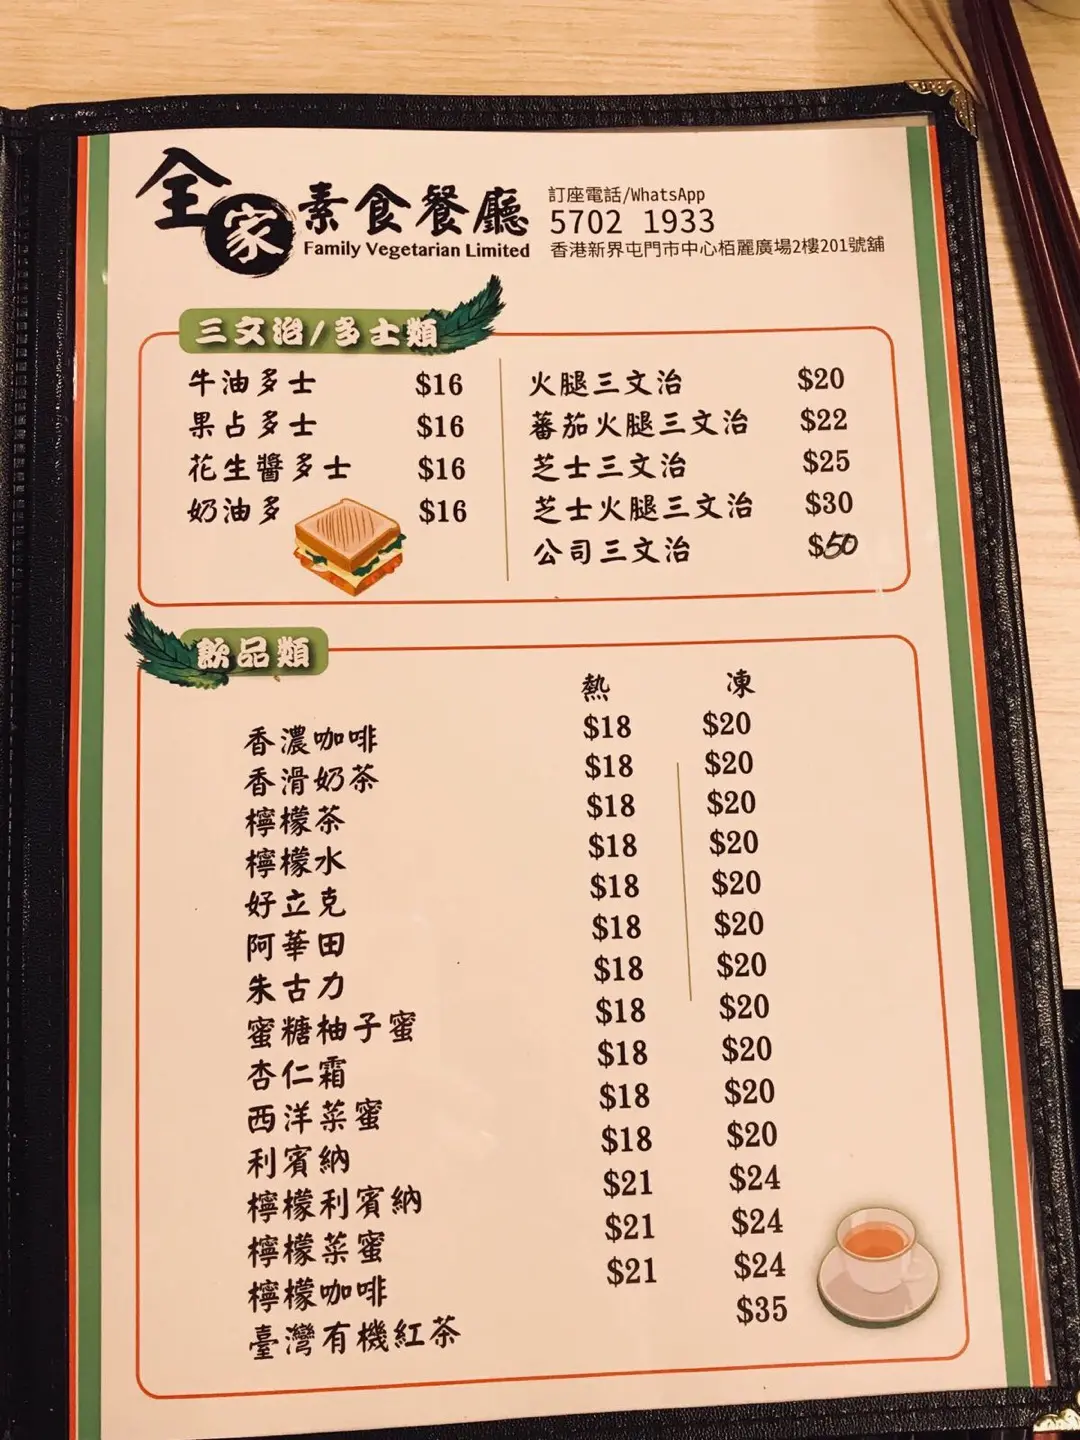 全家素食餐廳
Family Vegetarian Limited
訂座電話/WhatsApp
5702 1933
香港新界屯門市中心栢麗廣場2樓201號舖
三文治/多士類
牛油多士 $16
果占多士 $16
花生醬多士 $16
奶油多 $16
火腿三文治 $20
蕃茄火腿三文治 $22
芝士三文治 $25
芝士火腿三文治 $30
公司三文治 $50
飲品類
熱 凍
香濃咖啡 $18 $20
香滑奶茶 $18 $20
檸檬茶 $18 $20
檸檬水 $18 $20
好立克 $18 $20
阿華田 $18 $20
朱古力 $18 $20
蜜糖柚子蜜 $18 $20
杏仁霜 $18 $20
西洋菜蜜 $18 $20
利賓納 $18 $20
檸檬利賓納 $21 $24
檸檬菜蜜 $21 $24
檸檬咖啡 $21 $24
臺灣有機紅茶 $35